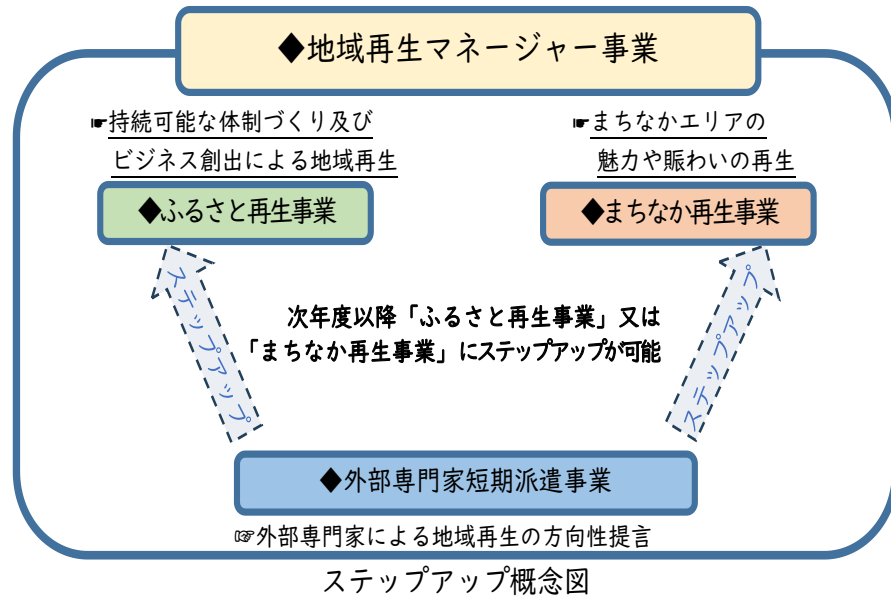 ◆地域再生マネージャー事業
☛持続可能な体制づくり及び
ビジネス創出による地域再生
☛まちなかエリアの
魅力や賑わいの再生
◆ふるさと再生事業
◆まちなか再生事業
ステップアップ
ステップアップ
次年度以降「ふるさと再生事業」又は
「まちなか再生事業」にステップアップが可能
◆外部専門家短期派遣事業
☞外部専門家による地域再生の方向性提言
ステップアップ概念図